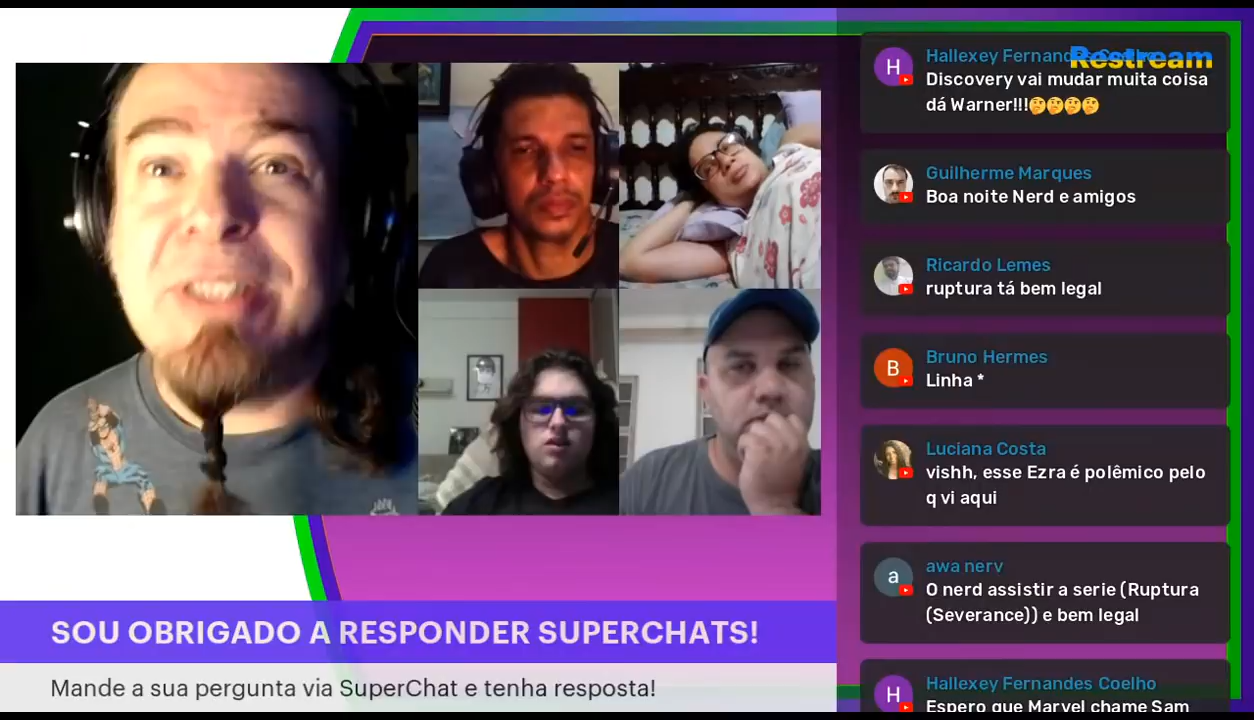 Hallexey Fernandes Coelho
Restream
Discovery vai mudar muita coisa
dá Warner!!!🤔🤔🤔🤔
Guilherme Marques
Boa noite Nerd e amigos
Ricardo Lemes
ruptura tá bem legal
Bruno Hermes
Linha *
Luciana Costa
vishh, esse Ezra é polêmico pelo
q vi aqui
awa nerv
O nerd assistir a serie (Ruptura
(Severance)) e bem legal
Hallexey Fernandes Coelho
Espero que Marvel chame Sam
H
B
a
H
SOU OBRIGADO A RESPONDER SUPERCHATS!
Mande a sua pergunta via SuperChat e tenha resposta!